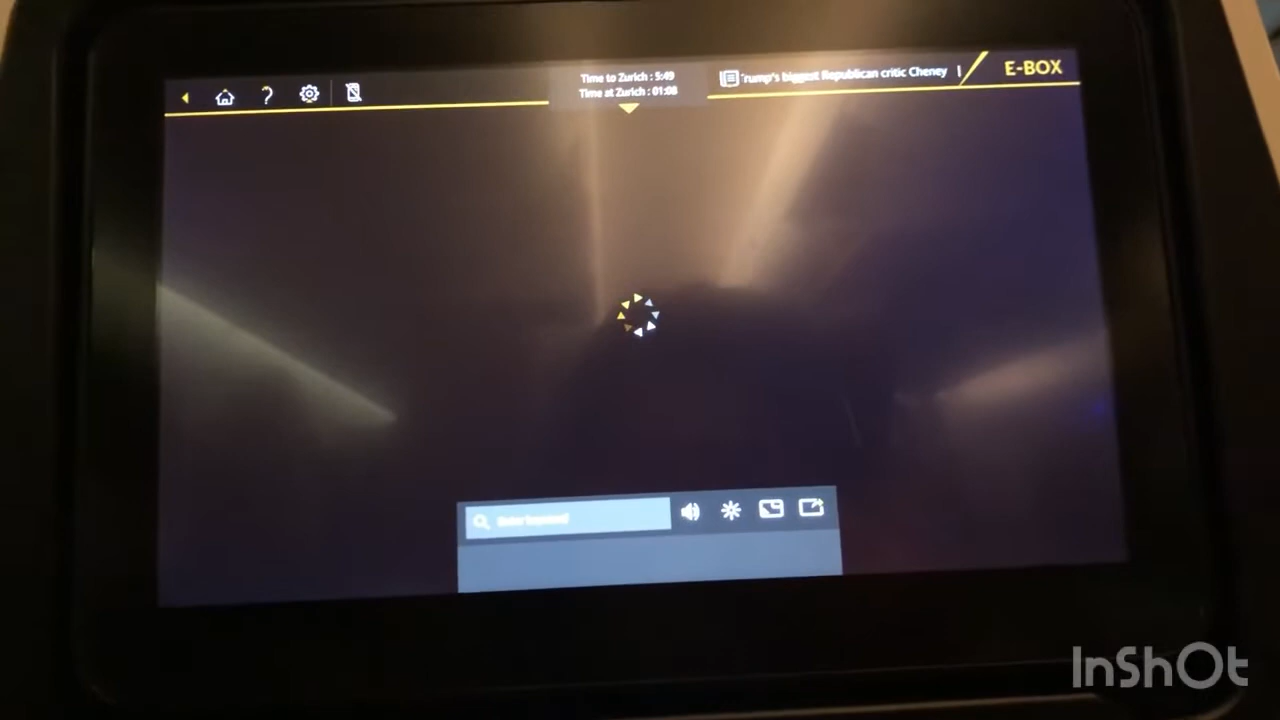 Time to Zurich : 5:49
Time at Zurich : 01:08
rump's biggest Republican critic Cheney
E-BOX
Enter keyword
InShOt